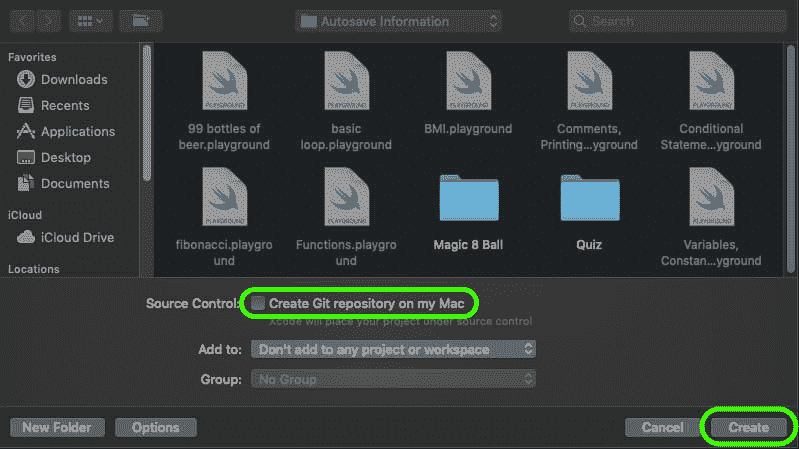 Autosave Information
Search
Favorites
Downloads
Recents
Applications
Desktop
Documents
iCloud
iCloud Drive
Locations
PLAYGROUND
PLAYGROUND
PLAYGROUND
PLAYGROUND
PLAYGROUND
99 bottles of
beer.playground
basic
loop.playground
BMI.playground
Comments,
Printing...yground
Conditional
Stateme...yground
PLAYGROUND
PLAYGROUND
PLAYGROUND
fibonacci.playgro
und
Functions.playgro
und
Magic 8 Ball
Quiz
Variables,
Constan...yground
Source Control:
Create Git repository on my Mac
Xcode will place your project under source control
Add to:
Don't add to any project or workspace
Group:
No Group
New Folder
Options
Cancel
Create